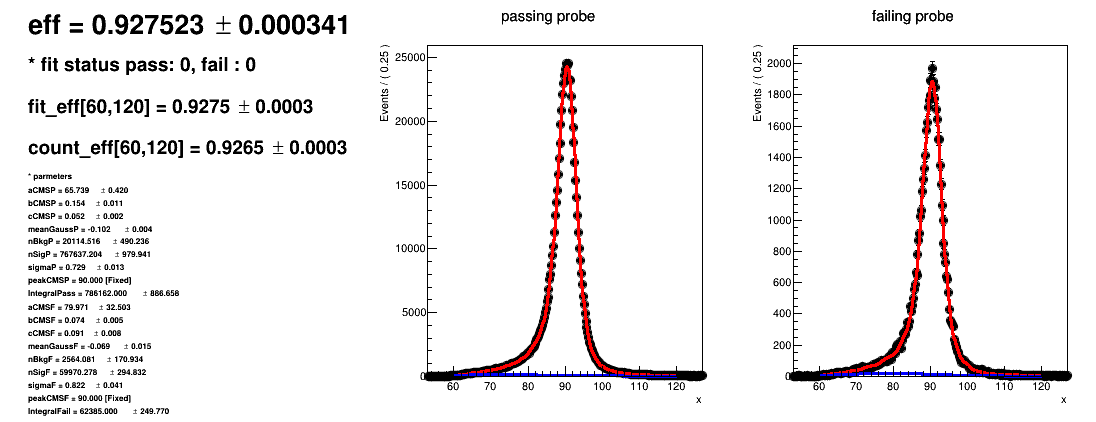 eff = 0.927523 ± 0.000341
* fit status pass: 0, fail : 0
fit_eff[60,120] = 0.9275 ± 0.0003
count_eff[60,120] = 0.9265 ± 0.0003
* parmeters
aCMSP = 65.739 ± 0.420
bCMSP = 0.154 ± 0.011
cCMSP = 0.052 ± 0.002
meanGaussP = -0.102 ± 0.004
nBkgP = 20114.516 ± 490.236
nSigP = 767637.204 ± 979.941
sigmaP = 0.729 ± 0.013
peakCMSP = 90.000 [Fixed]
IntegralPass = 786162.000 ± 886.658
aCMSF = 79.971 ± 32.503
bCMSF = 0.074 ± 0.005
cCMSF = 0.091 ± 0.008
meanGaussF = -0.069 ± 0.015
nBkgF = 2564.081 ± 170.934
nSigF = 59970.278 ± 294.832
sigmaF = 0.822 ± 0.041
peakCMSF = 90.000 [Fixed]
IntegralFail = 62385.000 ± 249.770
passing probe
Events / ( 0.25 )
25000
20000
15000
10000
5000
0
60 70 80 90 100 110 120
x
failing probe
Events / ( 0.25 )
2000
1800
1600
1400
1200
1000
800
600
400
200
0
60 70 80 90 100 110 120
x